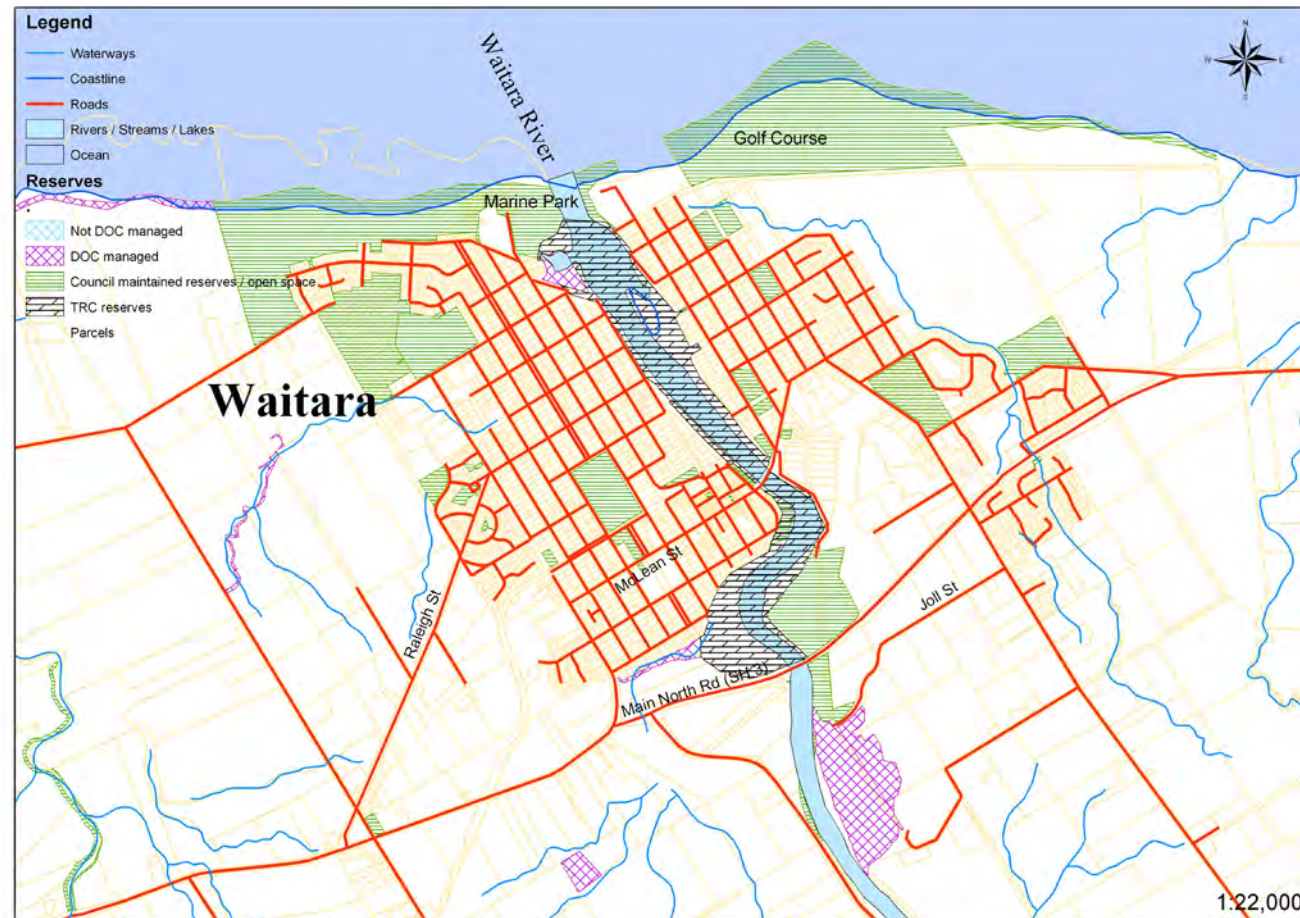 Legend
Waterways
Coastline
Roads
Rivers / Streams / Lakes
Ocean
Reserves
.
Not DOC managed
DOC managed
Council maintained reserves / open space
TRC reserves
Parcels
Waitara River
N
W
E
S
Golf Course
Marine Park
Waitara
McLean St
Raleigh St
Joll St
Main North Rd (SH 3)
1:22,000